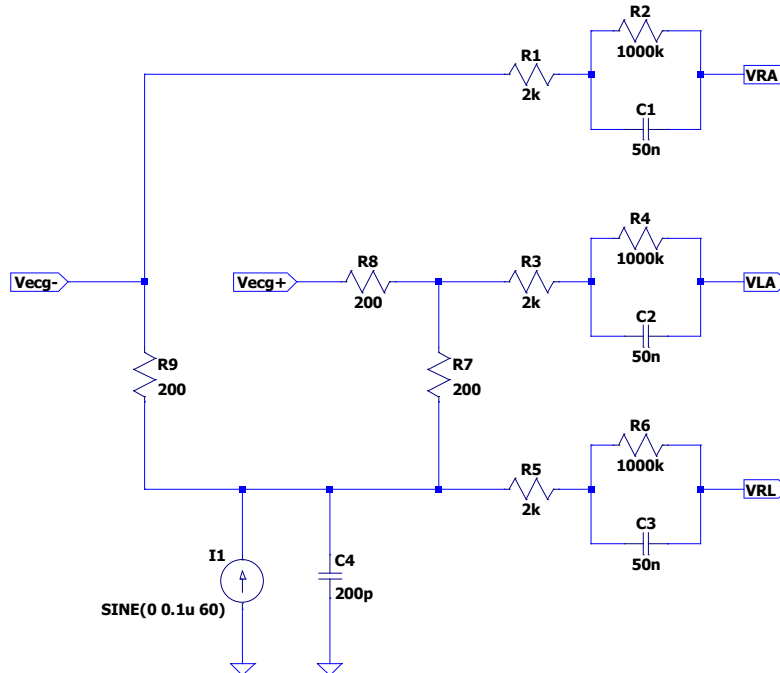 R2
1000k
VRA
R1
2k
C1
50n
R4
1000k
R8
R3
Vecg-
Vecg+
VLA
200
2k
C2
50n
R9
200
R7
200
R6
1000k
VRL
R5
2k
C3
50n
I1
C4
200p
SINE(0 0.1u 60)